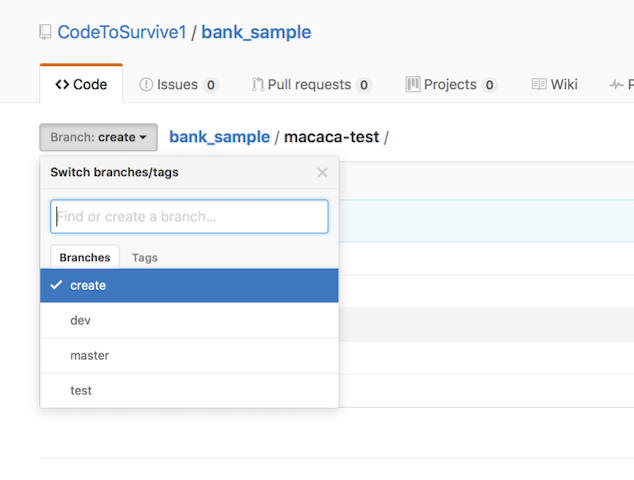 CodeToSurvive1 / bank_sample
Code Issues 0 Pull requests 0 Projects 0 Wiki
Branch: create bank_sample / macaca-test /
Switch branches/tags
Find or create a branch...
Branches Tags
create
dev
master
test